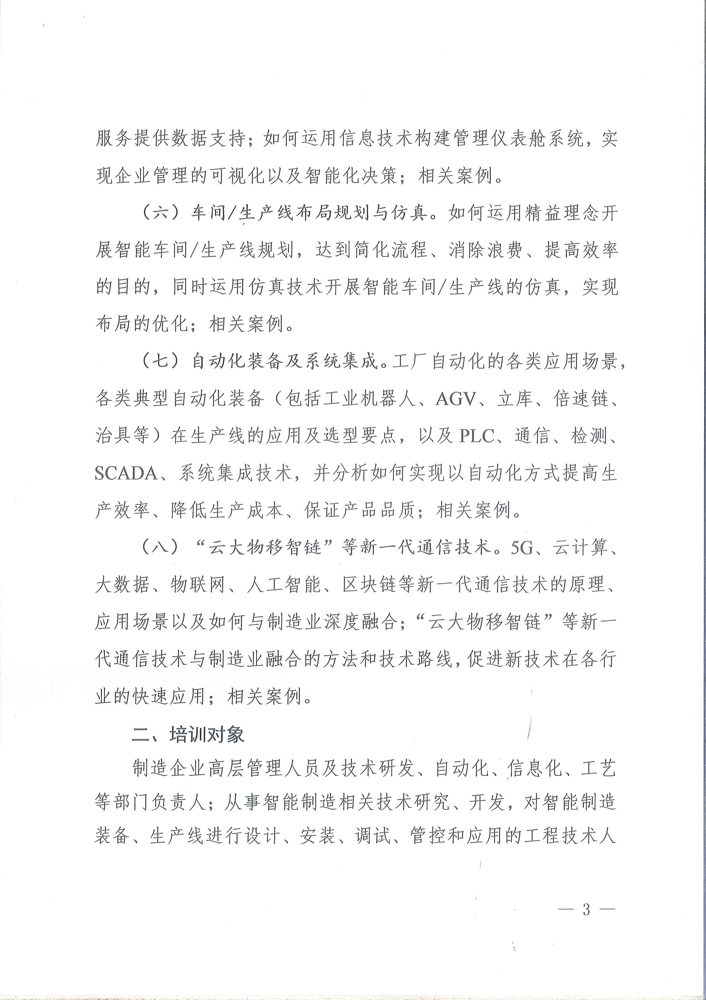 服务提供数据支持；如何运用信息技术构建管理仪表舱系统，实
现企业管理的可视化以及智能化决策；相关案例。
（六）车间/生产线布局规划与仿真。如何运用精益理念开
展智能车间/生产线规划，达到简化流程、消除浪费、提高效率
的目的，同时运用仿真技术开展智能车间/生产线的仿真，实现
布局的优化；相关案例。
（七）自动化装备及系统集成。工厂自动化的各类应用场景，
各类典型自动化装备（包括工业机器人、AGV、立库、倍速链、
治具等）在生产线的应用及选型要点，以及 PLC、通信、检测、
SCADA、系统集成技术，并分析如何实现以自动化方式提高生
产效率、降低生产成本、保证产品品质；相关案例。
（八）“云大物移智链”等新一代通信技术。5G、云计算、
大数据、物联网、人工智能、区块链等新一代通信技术的原理、
应用场景以及如何与制造业深度融合；“云大物移智链”等新一
代通信技术与制造业融合的方法和技术路线，促进新技术在各行
业的快速应用；相关案例。
二、培训对象
制造企业高层管理人员及技术研发、自动化、信息化、工艺
等部门负责人；从事智能制造相关技术研究、开发，对智能制造
装备、生产线进行设计、安装、调试、管控和应用的工程技术人
— 3 —